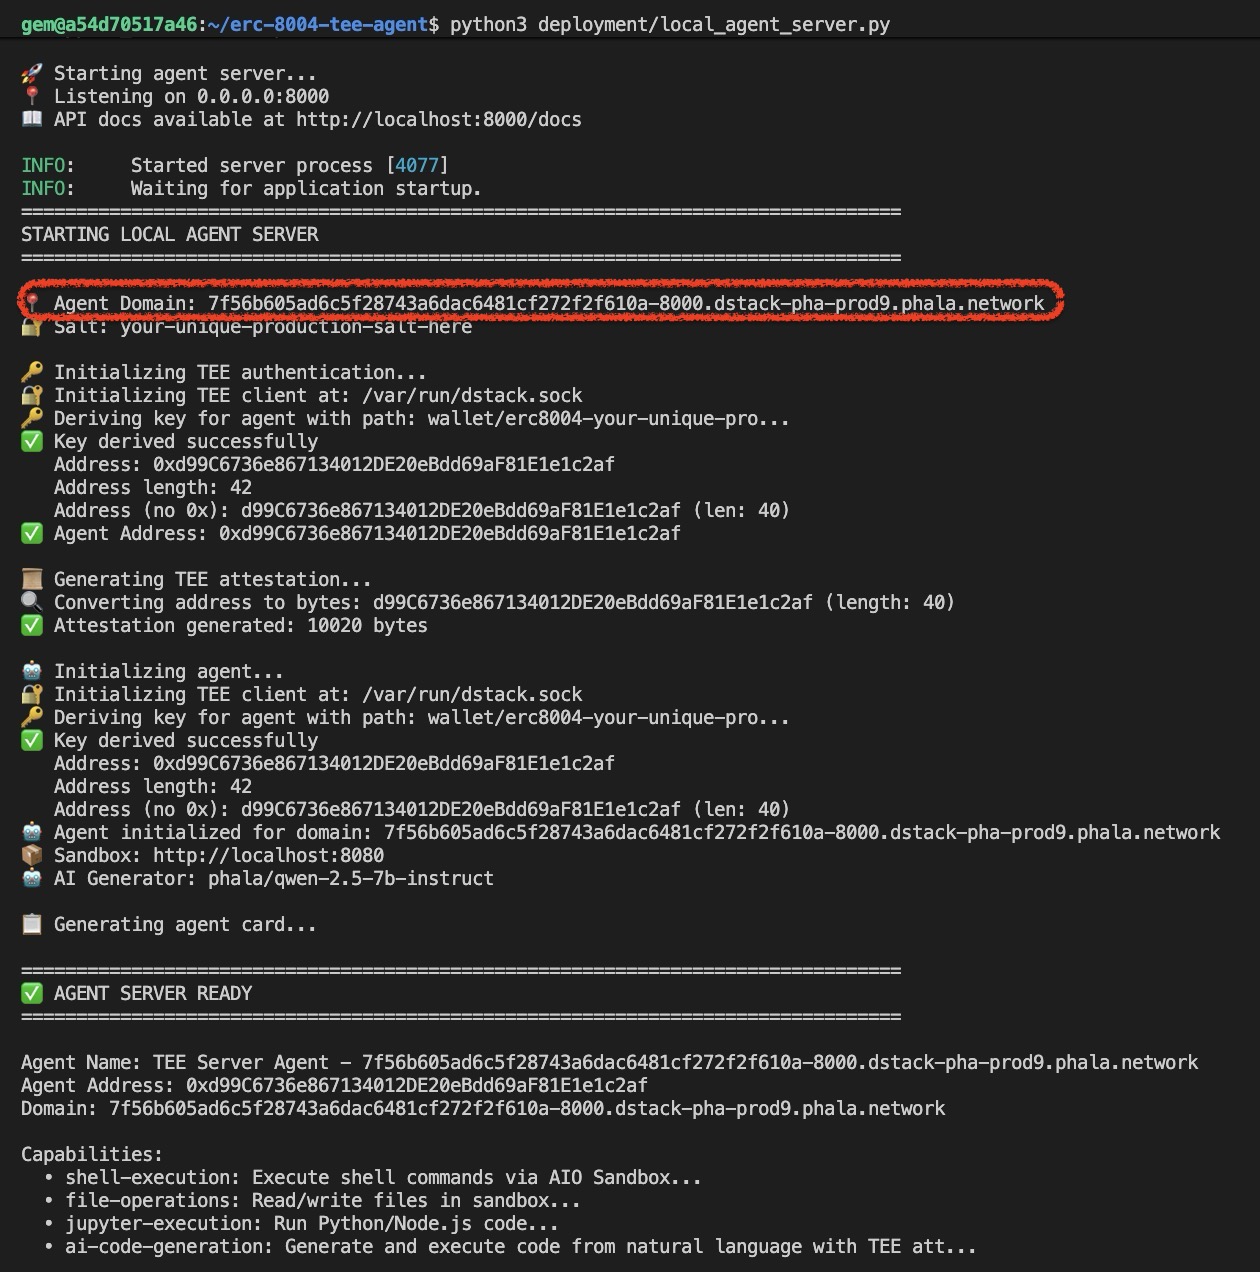 gem@a54d70517a46:~/erc-8004-tee-agent$ python3 deployment/local_agent_server.py
🚀 Starting agent server...
📍 Listening on 0.0.0.0:8000
📖 API docs available at http://localhost:8000/docs
INFO:     Started server process [4077]
INFO:     Waiting for application startup.
================================================================================
STARTING LOCAL AGENT SERVER
================================================================================
📍 Agent Domain: 7f56b605ad6c5f28743a6dac6481cf272f2f610a-8000.dstack-pha-prod9.phala.network
🔐 Salt: your-unique-production-salt-here
🔑 Initializing TEE authentication...
🔐 Initializing TEE client at: /var/run/dstack.sock
🔑 Deriving key for agent with path: wallet/erc8004-your-unique-pro...
✅ Key derived successfully
   Address: 0xd99C6736e867134012DE20eBdd69aF81E1e1c2af
   Address length: 42
   Address (no 0x): d99C6736e867134012DE20eBdd69aF81E1e1c2af (len: 40)
✅ Agent Address: 0xd99C6736e867134012DE20eBdd69aF81E1e1c2af
📜 Generating TEE attestation...
🔍 Converting address to bytes: d99C6736e867134012DE20eBdd69aF81E1e1c2af (length: 40)
✅ Attestation generated: 10020 bytes
🤖 Initializing agent...
🔐 Initializing TEE client at: /var/run/dstack.sock
🔑 Deriving key for agent with path: wallet/erc8004-your-unique-pro...
✅ Key derived successfully
   Address: 0xd99C6736e867134012DE20eBdd69aF81E1e1c2af
   Address length: 42
   Address (no 0x): d99C6736e867134012DE20eBdd69aF81E1e1c2af (len: 40)
🤖 Agent initialized for domain: 7f56b605ad6c5f28743a6dac6481cf272f2f610a-8000.dstack-pha-prod9.phala.network
📦 Sandbox: http://localhost:8080
🤖 AI Generator: phala/qwen-2.5-7b-instruct
📋 Generating agent card...
================================================================================
✅ AGENT SERVER READY
================================================================================
Agent Name: TEE Server Agent - 7f56b605ad6c5f28743a6dac6481cf272f2f610a-8000.dstack-pha-prod9.phala.network
Agent Address: 0xd99C6736e867134012DE20eBdd69aF81E1e1c2af
Domain: 7f56b605ad6c5f28743a6dac6481cf272f2f610a-8000.dstack-pha-prod9.phala.network
Capabilities:
  • shell-execution: Execute shell commands via AIO Sandbox...
  • file-operations: Read/write files in sandbox...
  • jupyter-execution: Run Python/Node.js code...
  • ai-code-generation: Generate and execute code from natural language with TEE att...